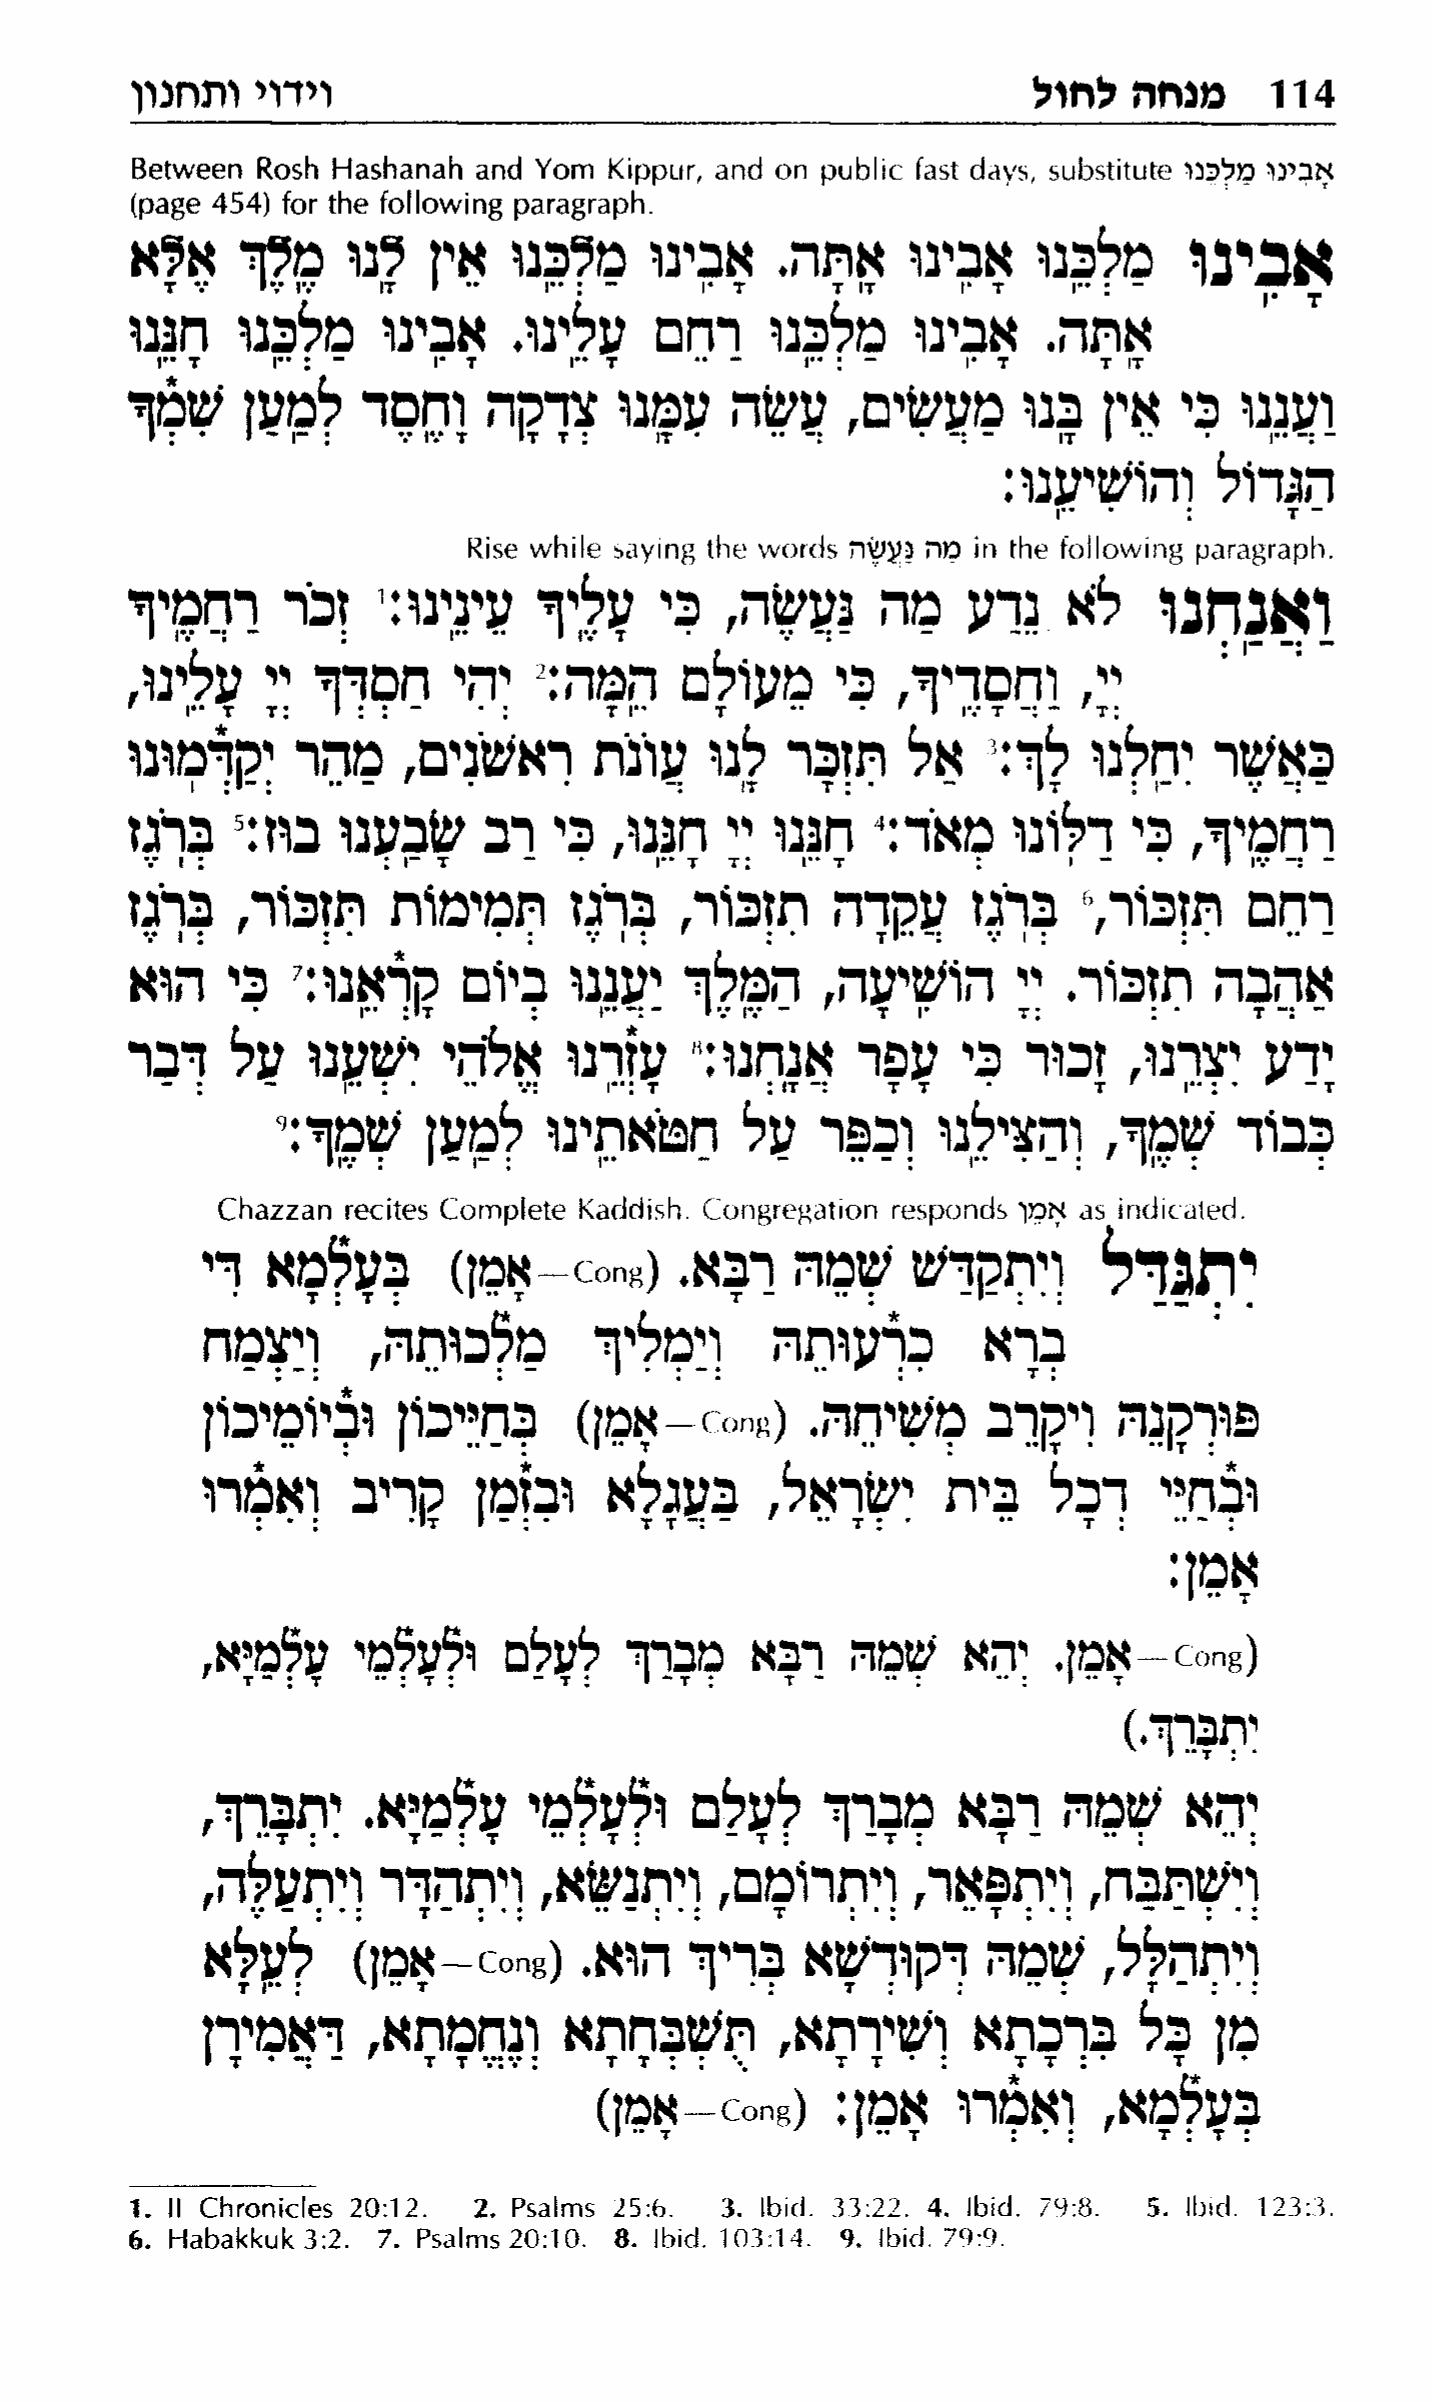 114 מנחה לחול וידוי ותחנון
Between Rosh Hashanah and Yom Kippur, and on public fast days, substitute אָבִינוּ מַלְכֵּנוּ
(page 454) for the following paragraph.
אָבִינוּ מַלְכֵּנוּ אָבִינוּ אָתָּה. אָבִינוּ מַלְכֵּנוּ אֵין לָנוּ מֶלֶךְ אֶלָּא
אָתָּה. אָבִינוּ מַלְכֵּנוּ רַחֵם עָלֵינוּ. אָבִינוּ מַלְכֵּנוּ חָנֵּנוּ
וַעֲנֵנוּ כִּי אֵין בָּנוּ מַעֲשִׂים, עֲשֵׂה עִמָּנוּ צְדָקָה וָחֶסֶד לְמַעַן שִׁמְ֯ךָ
הַגָּדוֹל וְהוֹשִׁיעֵנוּ:
Rise while saying the words מַה נַּעֲשֶׂה in the following paragraph.
וַאֲנַחְנוּ לֹא נֵדַע מַה נַּעֲשֶׂה, כִּי עָלֶיךָ עֵינֵינוּ:¹ זְכֹר רַחֲמֶיךָ
יְיָ, וַחֲסָדֶיךָ, כִּי מֵעוֹלָם הֵמָּה:² יְהִי חַסְדְּךָ יְיָ עָלֵינוּ,
כַּאֲשֶׁר יִחַלְנוּ לָךְ:³ אַל תִּזְכָּר לָנוּ עֲוֹנֹת רִאשֹׁנִים, מַהֵר יְקַדְּ*מוּנוּ
רַחֲמֶיךָ, כִּי דַלּוֹנוּ מְאֹד:⁴ חָנֵּנוּ יְיָ חָנֵּנוּ, כִּי רַב שָׂבַעְנוּ בוּז:⁵ בְּרֹגֶז
רַחֵם תִּזְכּוֹר,⁶ בְּרֹגֶז עֲקֵדָה תִזְכּוֹר, בְּרֹגֶז תְּמִימוֹת תִּזְכּוֹר, בְּרֹגֶז
אַהֲבָה תִזְכּוֹר. יְיָ הוֹשִׁיעָה, הַמֶּלֶךְ יַעֲנֵנוּ בְיוֹם קָרְ*אֵנוּ:⁷ כִּי הוּא
יָדַע יִצְרֵנוּ, זָכוּר כִּי עָפָר אֲנָחְנוּ:⁸ עָזְ*רֵנוּ אֱלֹהֵי יִשְׁעֵנוּ עַל דְּבַר
כְּבוֹד שְׁמֶךָ, וְהַצִּילֵנוּ וְכַפֵּר עַל חַטֹּאתֵינוּ לְמַעַן שְׁמֶךָ:⁹
Chazzan recites Complete Kaddish. Congregation responds אָמֵן as indicated.
יִתְגַּדַּל וְיִתְקַדַּשׁ שְׁמֵהּ רַבָּא. (Cong—אָמֵן) בְּעָלְ*מָא דִּי
בְרָא כִרְ*עוּתֵהּ וְיַמְלִיךְ מַלְ*כוּתֵהּ, וְיַצְמַח
פּוּרְקָנֵהּ וִיקָרֵב מְשִׁיחֵהּ. (Cong—אָמֵן) בְּחַיֵּיכוֹן וּבְ*יוֹמֵיכוֹן
וּבְ*חַיֵּי דְכָל בֵּית יִשְׂרָאֵל, בַּעֲגָלָא וּבִזְ*מַן קָרִיב וְאִמְ*רוּ
אָמֵן:
(Cong—אָמֵן. יְהֵא שְׁמֵהּ רַבָּא מְבָרַךְ לְעָלַם וּלְ*עָלְ*מֵי עָלְ*מַיָּא,
יִתְבָּרֵךְ.)
יְהֵא שְׁמֵהּ רַבָּא מְבָרַךְ לְעָלַם וּלְ*עָלְ*מֵי עָלְ*מַיָּא. יִתְבָּרֵךְ,
וְיִשְׁתַּבַּח, וְיִתְפָּאֵר, וְיִתְרוֹמָם, וְיִתְנַשֵּׂא, וְיִתְהַדָּר וְיִתְעַלֶּה,
וְיִתְהַלָּל, שְׁמֵהּ דְּקוּדְשָׁא בְּרִיךְ הוּא. (Cong—אָמֵן) לְעֵלָּא
מִן כָּל בִּרְכָתָא וְשִׁירָתָא, תֻּשְׁבְּחָתָא וְנֶחֱמָתָא, דַּאֲמִירָן
בְּעָלְ*מָא, וְאִמְ*רוּ אָמֵן: (Cong—אָמֵן)
1. II Chronicles 20:12. 2. Psalms 25:6. 3. Ibid. 33:22. 4. Ibid. 79:8. 5. Ibid. 123:3.
6. Habakkuk 3:2. 7. Psalms 20:10. 8. Ibid. 103:14. 9. Ibid. 79:9.